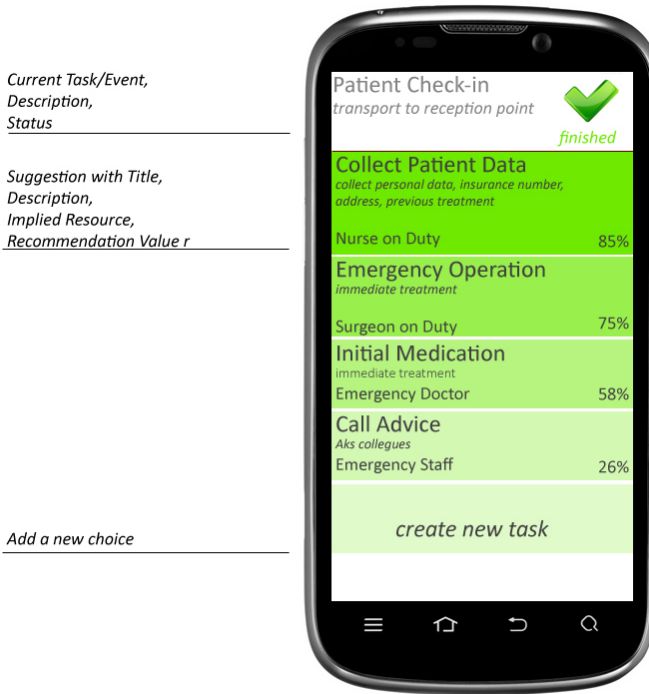 Current Task/Event,
Description,
Status
Suggestion with Title,
Description,
Implied Resource,
Recommendation Value r
Add a new choice
Patient Check-in
transport to reception point
finished
Collect Patient Data
collect personal data, insurance number,
address, previous treatment
Nurse on Duty 85%
Emergency Operation
immediate treatment
Surgeon on Duty 75%
Initial Medication
immediate treatment
Emergency Doctor 58%
Call Advice
Aks collegues
Emergency Staff 26%
create new task